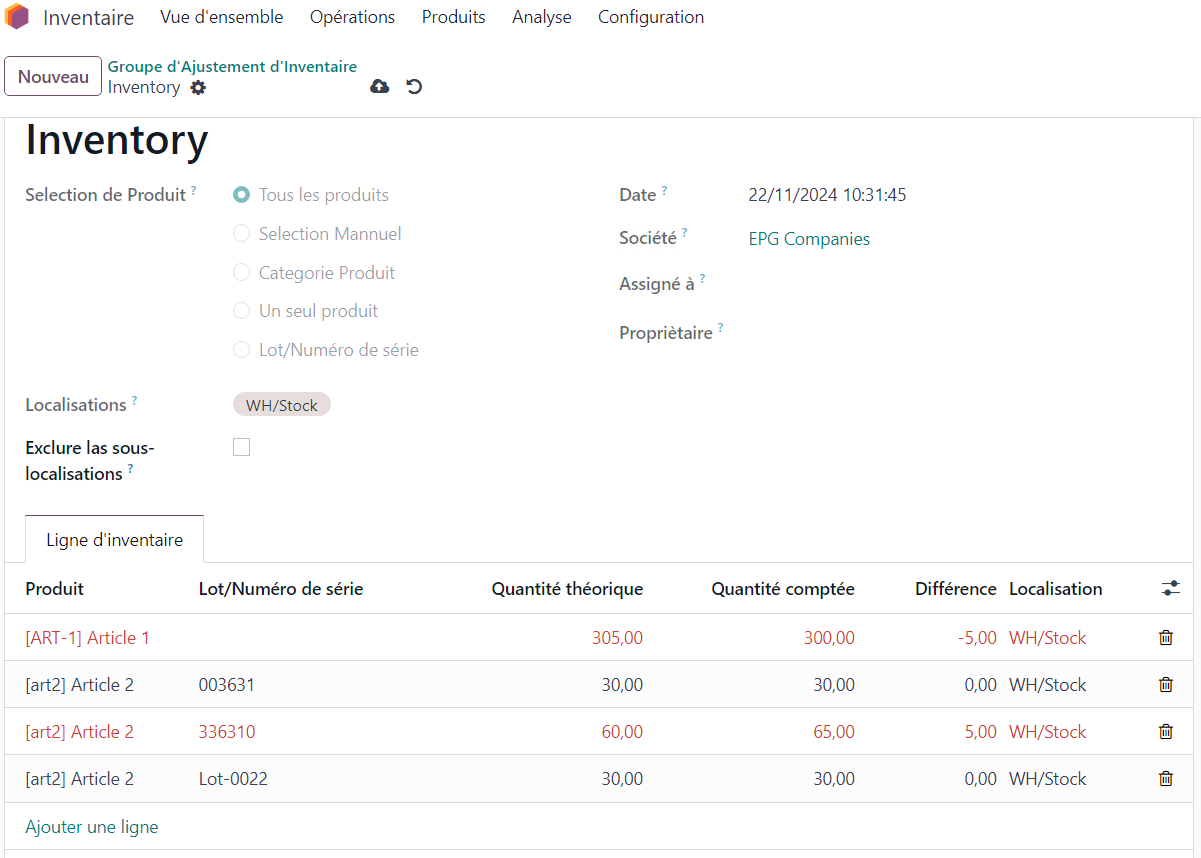 Inventaire Vue d'ensemble Opérations Produits Analyse Configuration
Nouveau
Groupe d'Ajustement d'Inventaire
Inventory
Inventory
Selection de Produit ?
Tous les produits
Selection Mannuel
Categorie Produit
Un seul produit
Lot/Numéro de série
Date ? 22/11/2024 10:31:45
Société ? EPG Companies
Assigné à ?
Propriètaire ?
Localisations ? WH/Stock
Exclure las sous-
localisations ?
Ligne d'inventaire
Produit Lot/Numéro de série Quantité théorique Quantité comptée Différence Localisation
[ART-1] Article 1 305,00 300,00 -5,00 WH/Stock
[art2] Article 2 003631 30,00 30,00 0,00 WH/Stock
[art2] Article 2 336310 60,00 65,00 5,00 WH/Stock
[art2] Article 2 Lot-0022 30,00 30,00 0,00 WH/Stock
Ajouter une ligne